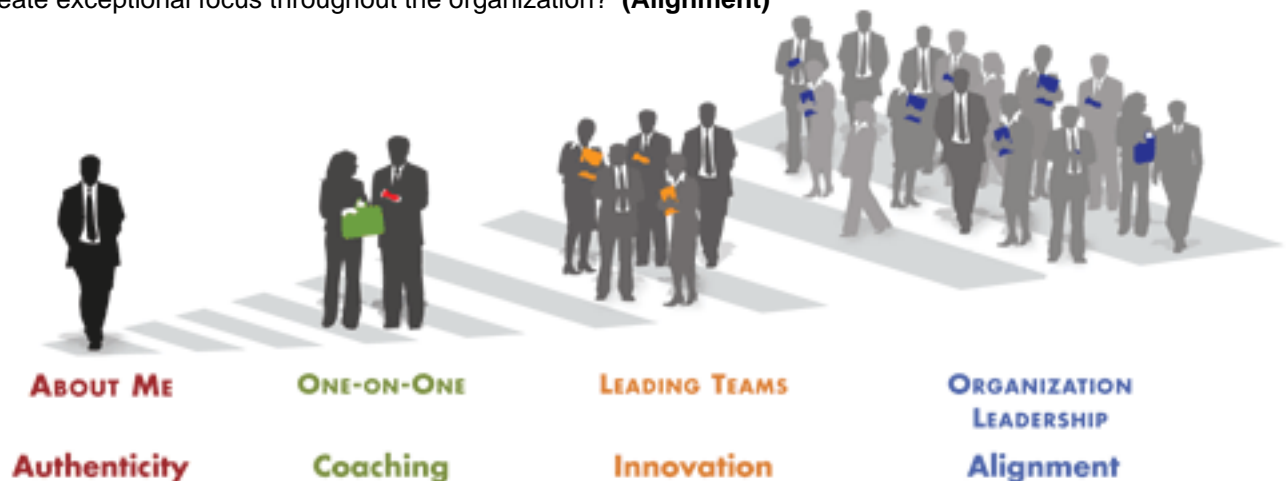 eate exceptional focus throughout the organization? (Alignment)
ABOUT ME
ONE-ON-ONE
LEADING TEAMS
ORGANIZATION
LEADERSHIP
Authenticity
Coaching
Innovation
Alignment